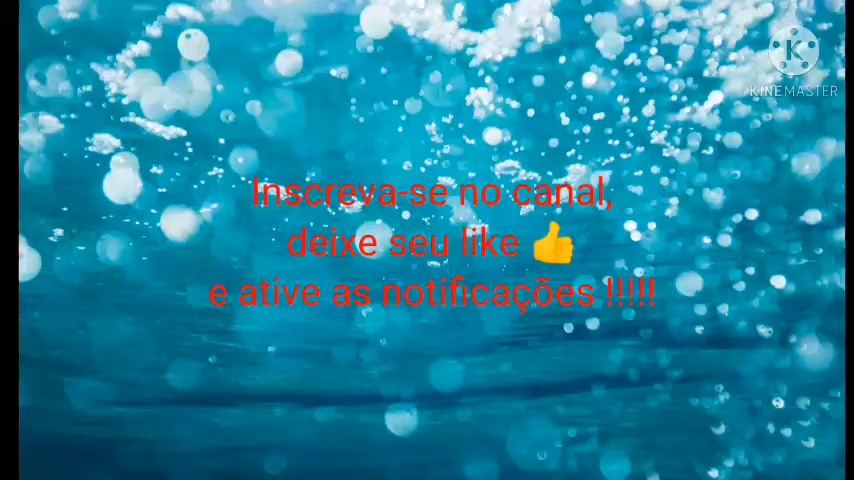 KINEMASTER
Inscreva-se no canal,
deixe seu like 👍
e ative as notificações !!!!!